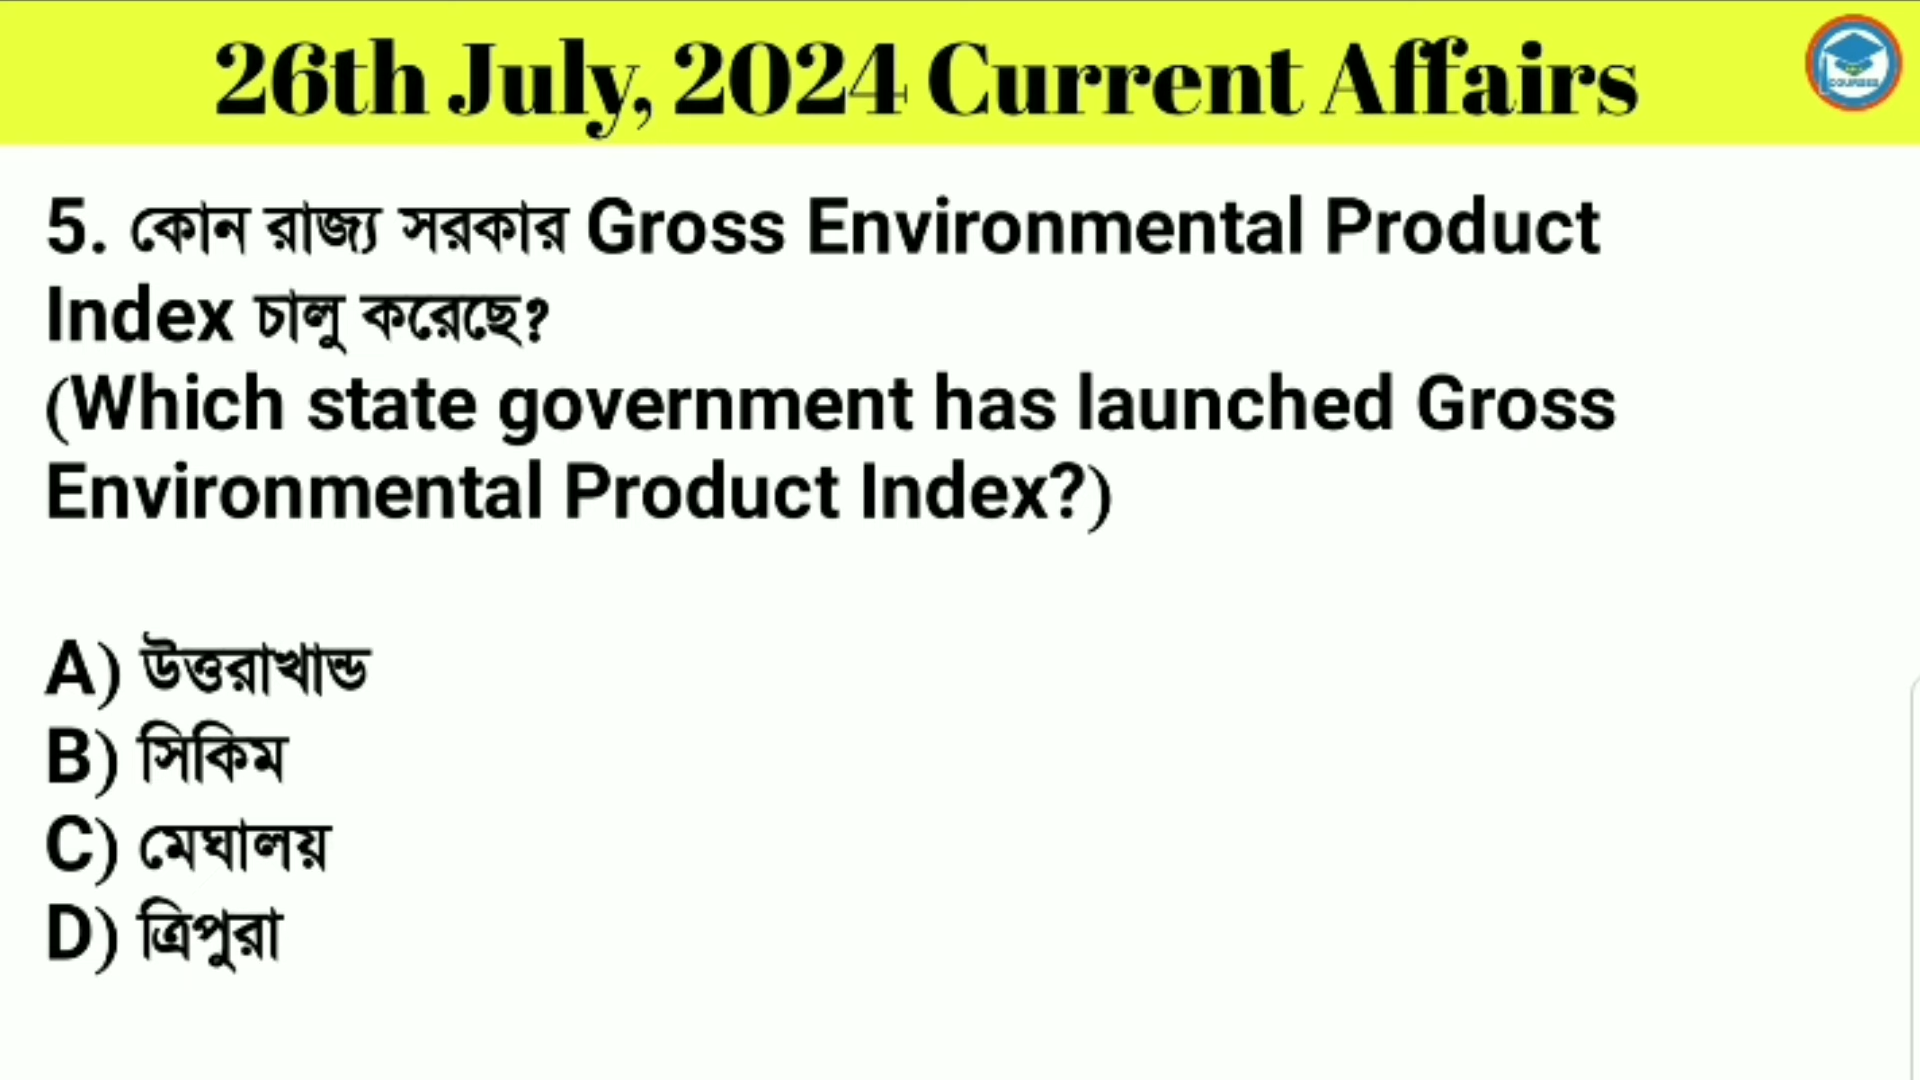 26th July, 2024 Current Affairs
COURSES
5. কোন রাজ্য সরকার Gross Environmental Product
Index চালু করেছে?
(Which state government has launched Gross
Environmental Product Index?)
A) উত্তরাখান্ড
B) সিকিম
C) মেঘালয়
D) ত্রিপুরা